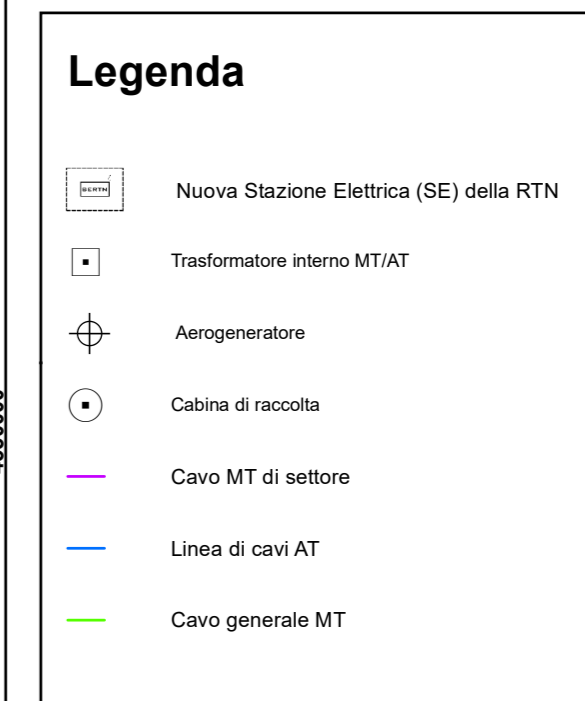 Legenda
SERTN
Nuova Stazione Elettrica (SE) della RTN
Trasformatore interno MT/AT
Aerogeneratore
Cabina di raccolta
Cavo MT di settore
Linea di cavi AT
Cavo generale MT